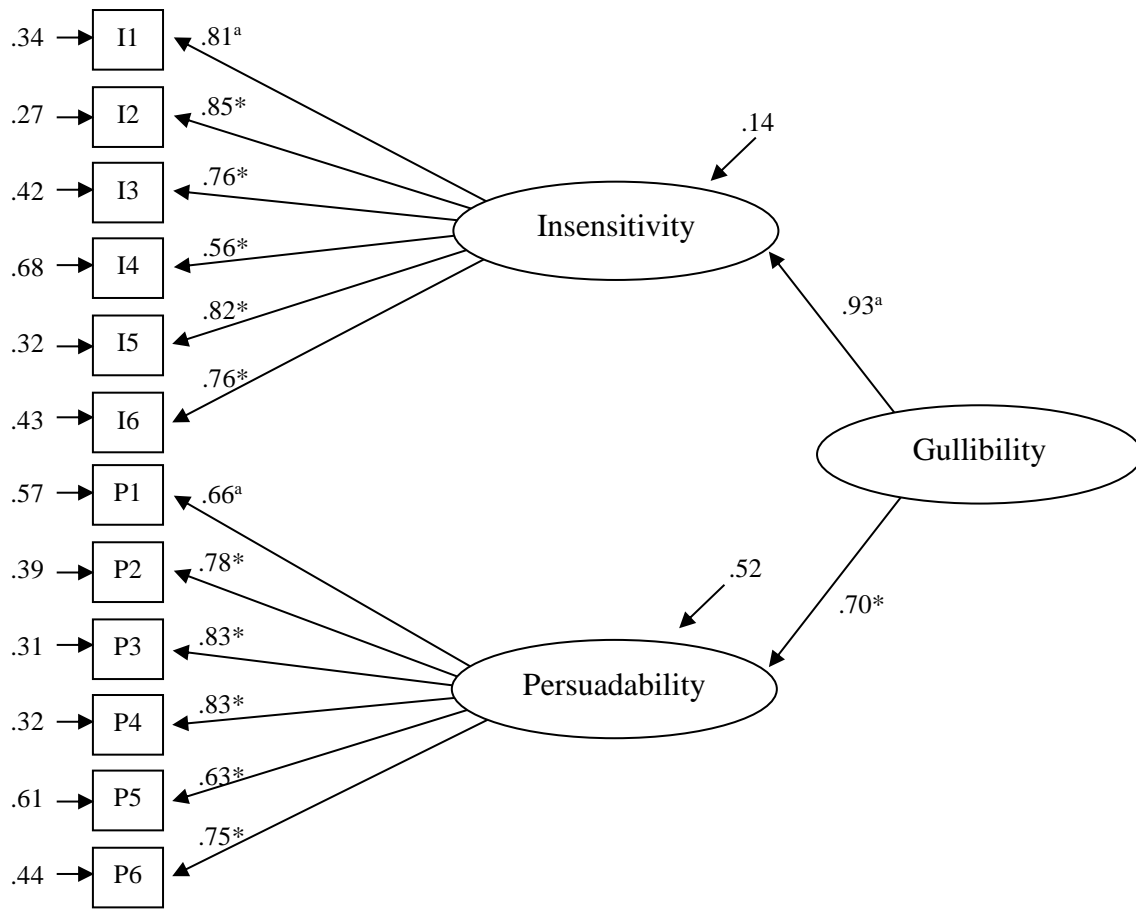 .34 I1 .81ª
.27 I2 .85*
.14
.42 I3 .76*
Insensitivity
.68 I4 .56*
.93ª
.32 I5 .82*
.43 I6 .76*
Gullibility
.57 P1 .66ª
.39 P2 .78*
.52
.70*
.31 P3 .83*
Persuadability
.32 P4 .83*
.61 P5 .63*
.44 P6 .75*